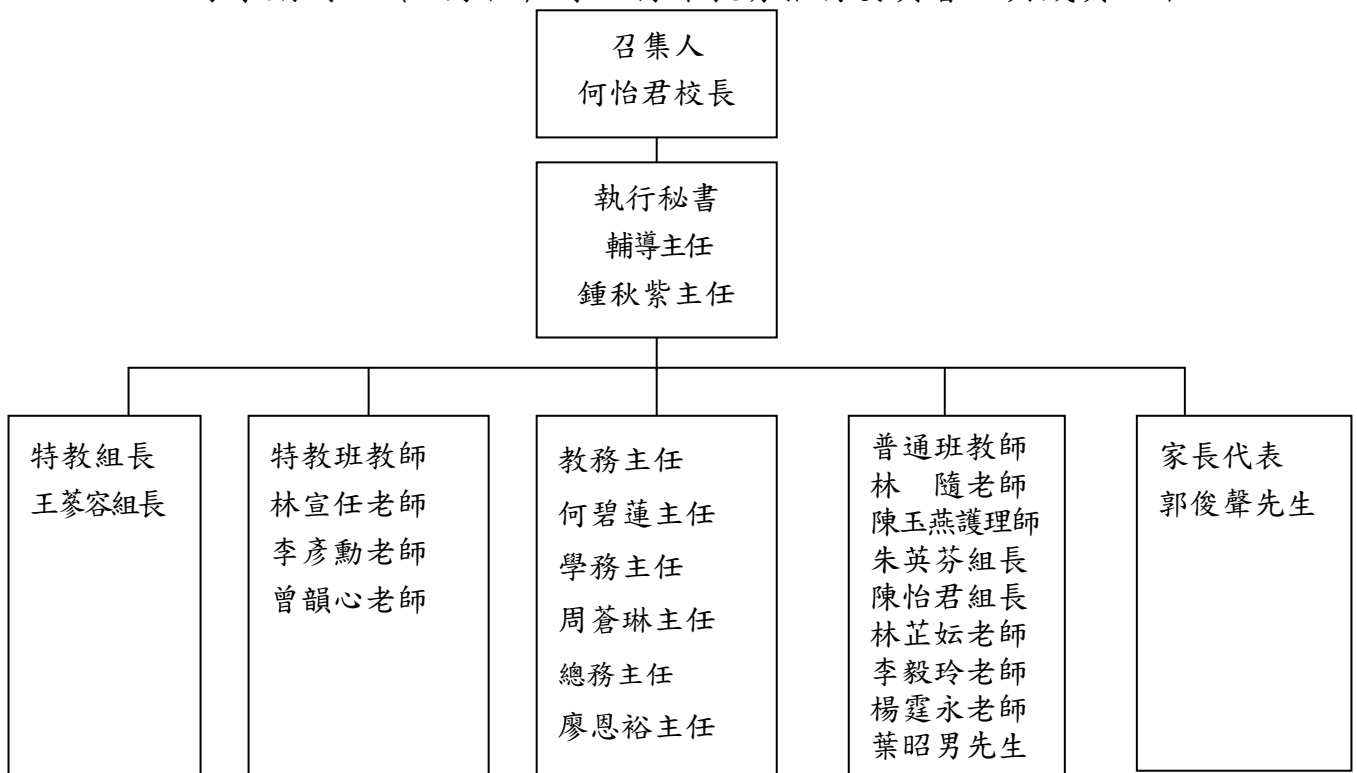 召集人
何怡君校長
執行秘書
輔導主任
鍾秋紫主任
特教組長
王蔘容組長
特教班教師
林宣任老師
李彥勳老師
曾韻心老師
教務主任
何碧蓮主任
學務主任
周蒼琳主任
總務主任
廖恩裕主任
普通班教師
林　隨老師
陳玉燕護理師
朱英芬組長
陳怡君組長
林芷妘老師
李毅玲老師
楊霆永老師
葉昭男先生
家長代表
郭俊聲先生